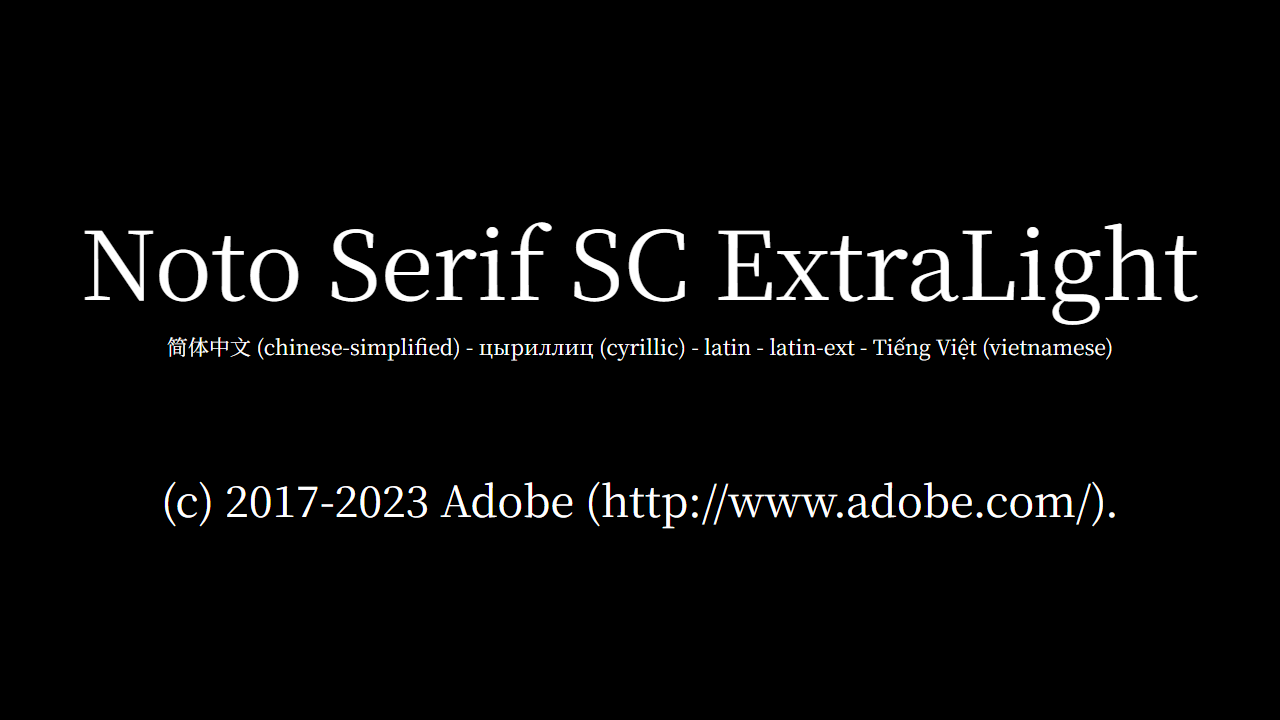 Noto Serif SC ExtraLight
简体中文 (chinese-simplified) - цыриллиц (cyrillic) - latin - latin-ext - Tiếng Việt (vietnamese)
(c) 2017-2023 Adobe (http://www.adobe.com/).